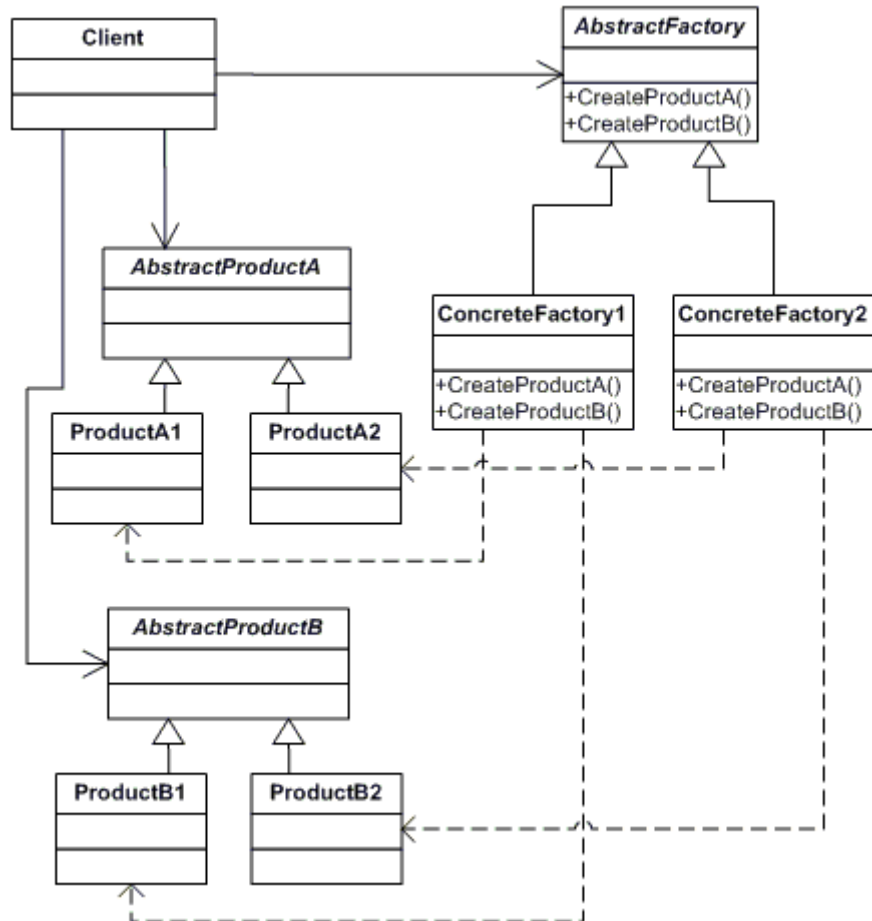 Client
AbstractFactory
+CreateProductA()
+CreateProductB()
AbstractProductA
ConcreteFactory1
+CreateProductA()
+CreateProductB()
ConcreteFactory2
+CreateProductA()
+CreateProductB()
ProductA1
ProductA2
AbstractProductB
ProductB1
ProductB2